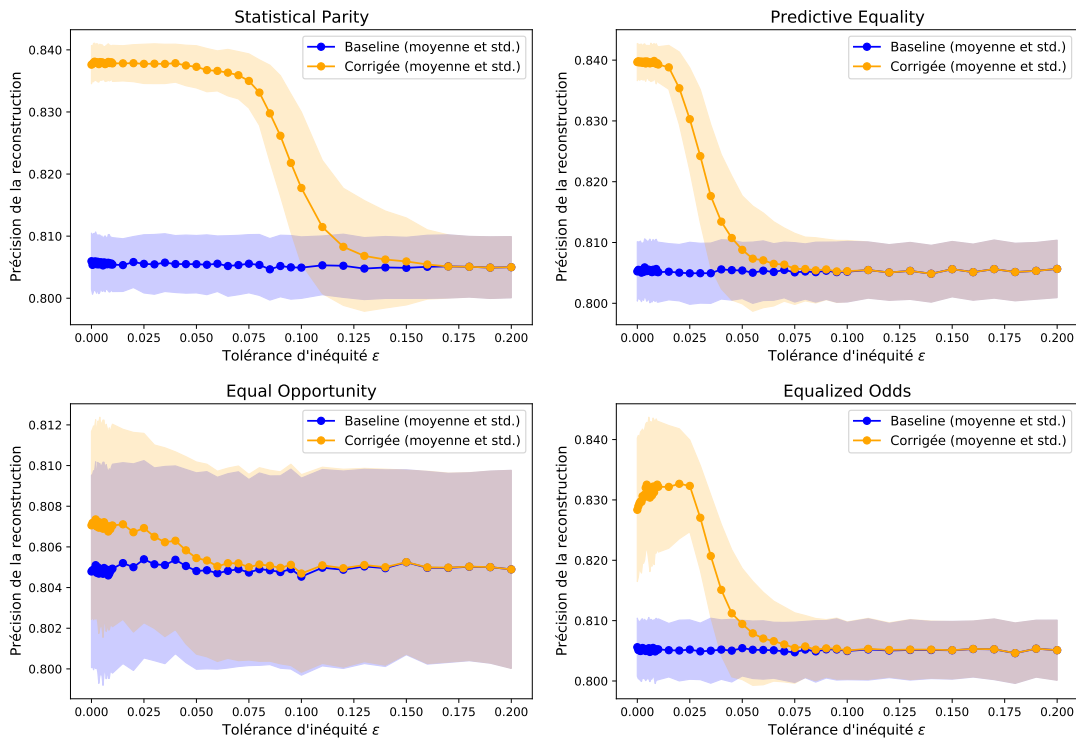 Statistical Parity
Précision de la reconstruction
0.840
0.830
0.820
0.810
0.800
Baseline (moyenne et std.)
Corrigée (moyenne et std.)
0.000 0.025 0.050 0.075 0.100 0.125 0.150 0.175 0.200
Tolérance d'inéquité ε
Predictive Equality
Précision de la reconstruction
0.840
0.830
0.820
0.810
0.800
Baseline (moyenne et std.)
Corrigée (moyenne et std.)
0.000 0.025 0.050 0.075 0.100 0.125 0.150 0.175 0.200
Tolérance d'inéquité ε
Equal Opportunity
Précision de la reconstruction
0.812
0.810
0.808
0.806
0.804
0.802
0.800
Baseline (moyenne et std.)
Corrigée (moyenne et std.)
0.000 0.025 0.050 0.075 0.100 0.125 0.150 0.175 0.200
Tolérance d'inéquité ε
Equalized Odds
Précision de la reconstruction
0.840
0.830
0.820
0.810
0.800
Baseline (moyenne et std.)
Corrigée (moyenne et std.)
0.000 0.025 0.050 0.075 0.100 0.125 0.150 0.175 0.200
Tolérance d'inéquité ε